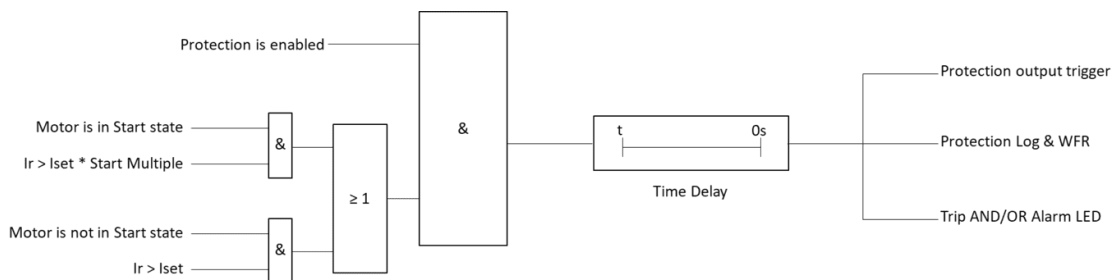 Protection is enabled
Motor is in Start state
Ir > Iset * Start Multiple
&
≥ 1
Motor is not in Start state
Ir > Iset
&
&
t
0s
Time Delay
Protection output trigger
Protection Log & WFR
Trip AND/OR Alarm LED